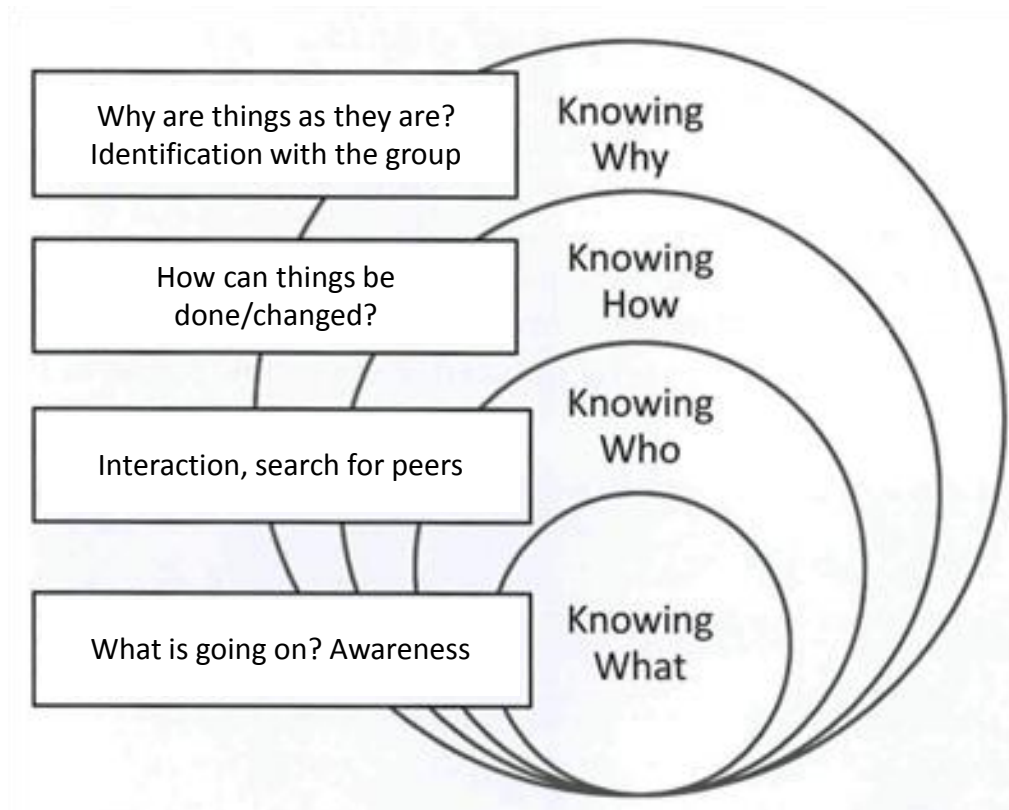 Why are things as they are?
Identification with the group
Knowing
Why
How can things be
done/changed?
Knowing
How
Interaction, search for peers
Knowing
Who
What is going on? Awareness
Knowing
What